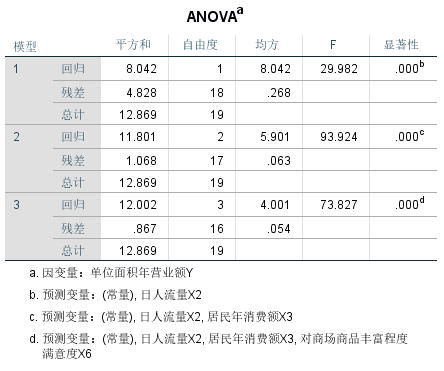 ANOVAa
模型 平方和 自由度 均方 F 显著性
1 回归 8.042 1 8.042 29.982 .000b
残差 4.828 18 .268
总计 12.869 19
2 回归 11.801 2 5.901 93.924 .000c
残差 1.068 17 .063
总计 12.869 19
3 回归 12.002 3 4.001 73.827 .000d
残差 .867 16 .054
总计 12.869 19
a. 因变量：单位面积年营业额Y
b. 预测变量：(常量), 日人流量X2
c. 预测变量：(常量), 日人流量X2, 居民年消费额X3
d. 预测变量：(常量), 日人流量X2, 居民年消费额X3, 对商场商品丰富程度
满意度X6